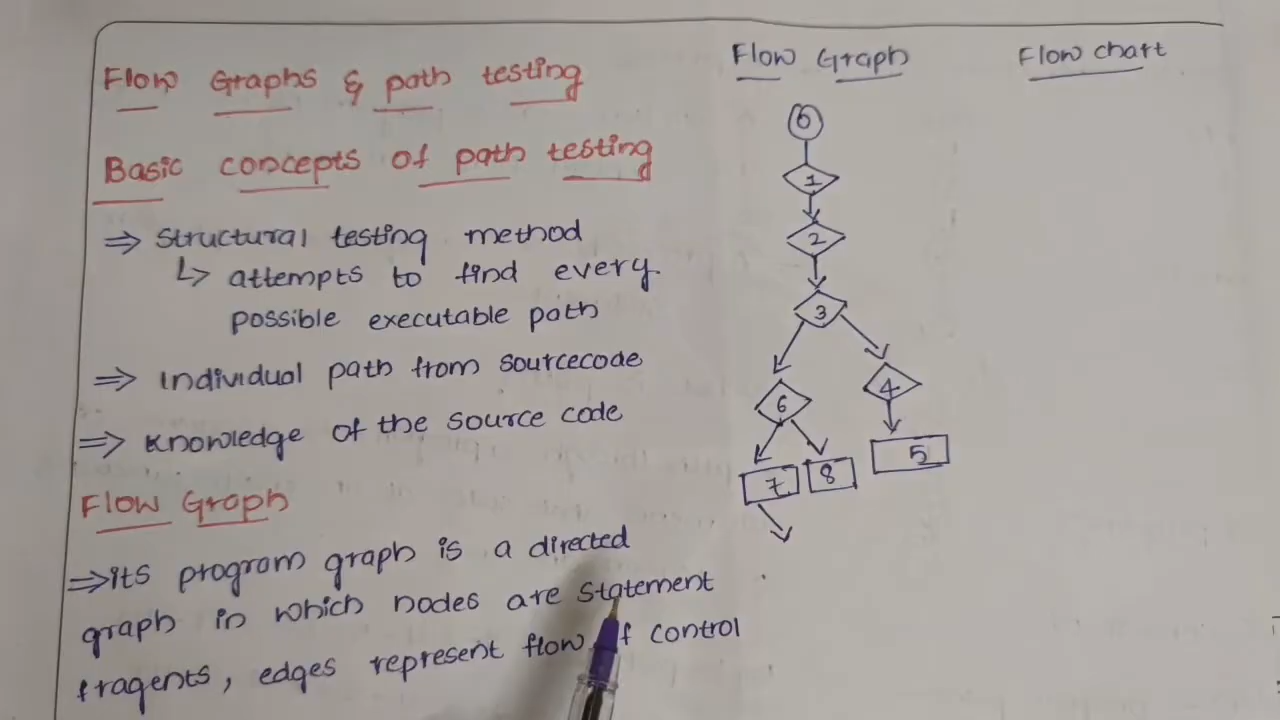 Flow Graphs & path testing
Basic concepts of path testing
⇒ Structural testing method
↳ attempts to find every
possible executable path
⇒ Individual path from sourcecode
⇒ Knowledge of the source code
Flow Graph
⇒ its program graph is a directed
graph in which nodes are statement
fragents, edges represent flow of control
Flow Graph
0
1
2
3
6 4
7 8 5
Flow chart